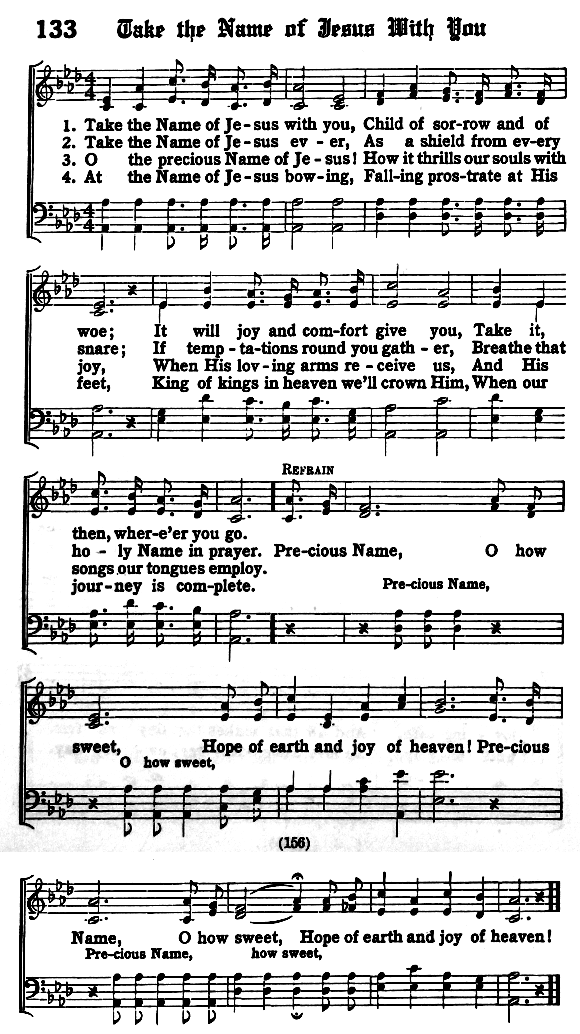 133 Take the Name of Jesus With You
1. Take the Name of Je-sus with you, Child of sor-row and of
2. Take the Name of Je-sus ev-er, As a shield from ev-ery
3. O the precious Name of Je-sus! How it thrills our souls with
4. At the Name of Je-sus bow-ing, Fall-ing pros-trate at His
woe; It will joy and com-fort give you, Take it,
snare; If temp-ta-tions round you gath-er, Breathe that
joy, When His lov-ing arms re-ceive us, And His
feet, King of kings in heaven we'll crown Him, When our
REFRAIN
then, wher-e'er you go.
ho-ly Name in prayer. Pre-cious Name, O how
songs our tongues employ.
jour-ney is com-plete. Pre-cious Name,
sweet, Hope of earth and joy of heaven! Pre-cious
O how sweet,
(156)
Name, O how sweet, Hope of earth and joy of heaven!
Pre-cious Name, how sweet,